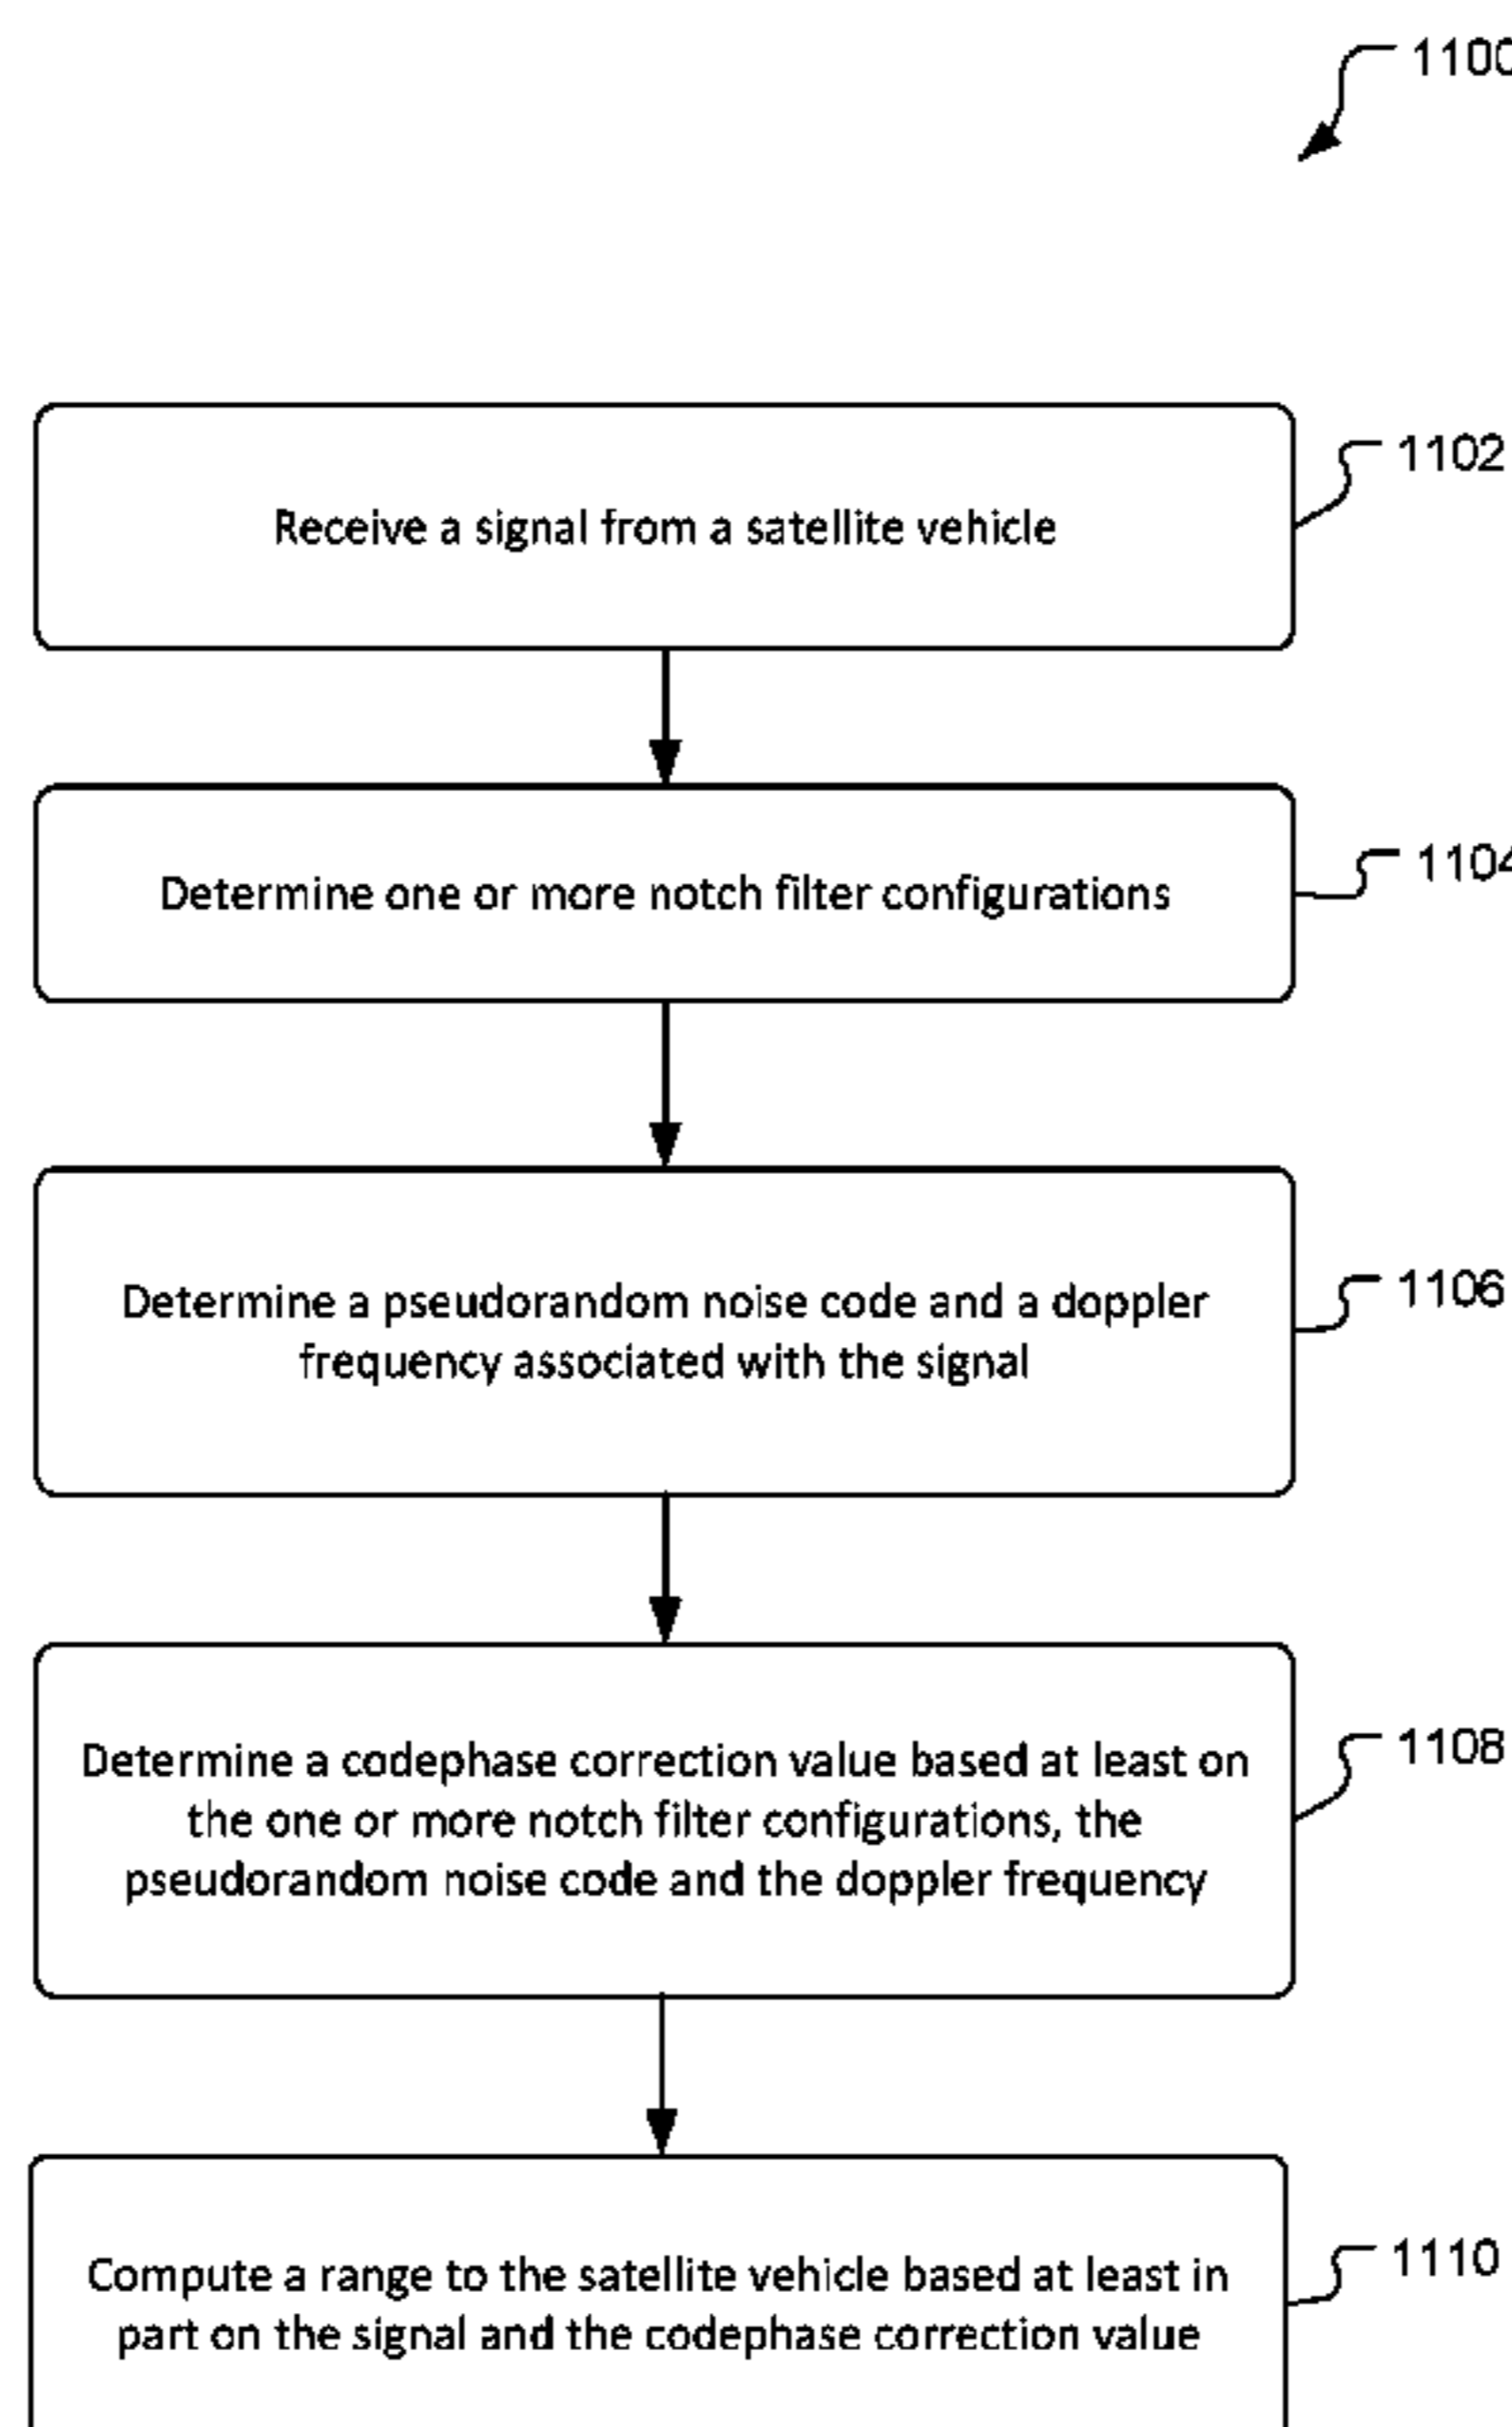 1100
1102
Receive a signal from a satellite vehicle
1104
Determine one or more notch filter configurations
1106
Determine a pseudorandom noise code and a doppler
frequency associated with the signal
1108
Determine a codephase correction value based at least on
the one or more notch filter configurations, the
pseudorandom noise code and the doppler frequency
1110
Compute a range to the satellite vehicle based at least in
part on the signal and the codephase correction value